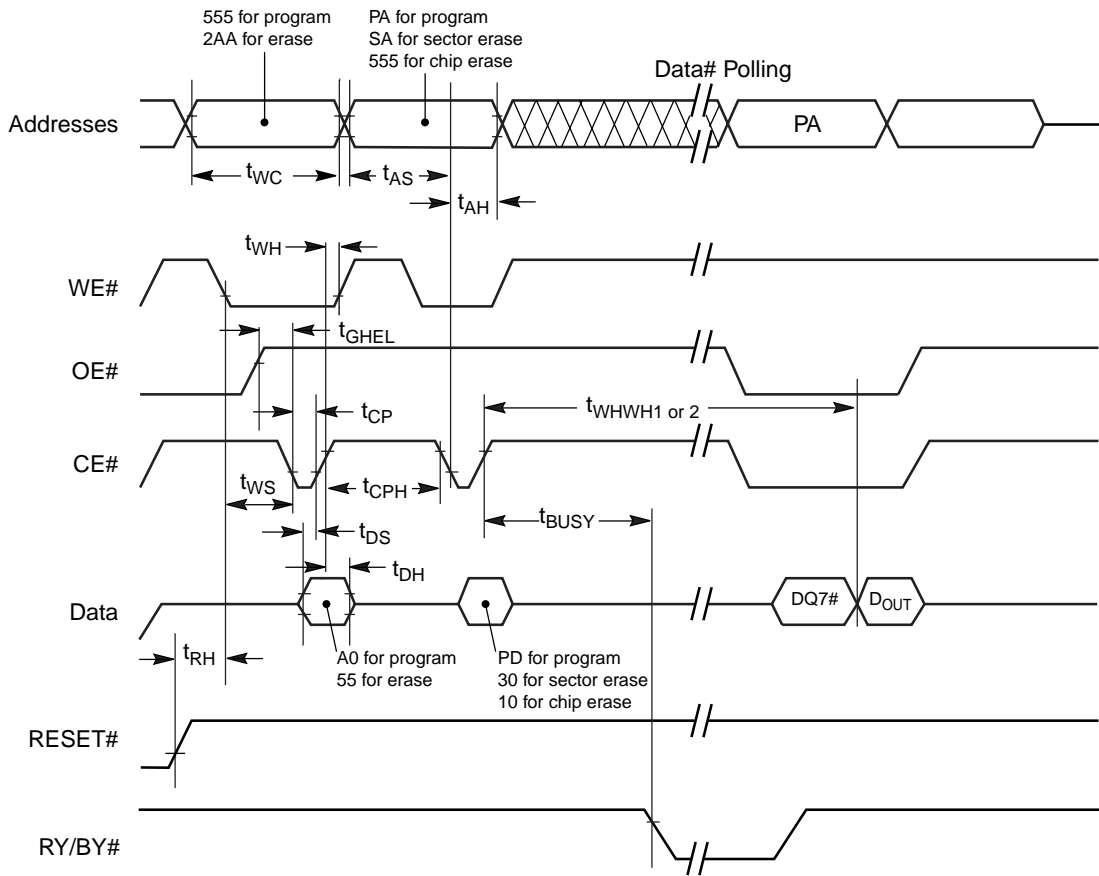 555 for program
2AA for erase
PA for program
SA for sector erase
555 for chip erase
Data# Polling
Addresses
PA
tWC
tAS
tAH
tWH
WE#
tGHEL
OE#
tWHWH1 or 2
tCP
CE#
tWS
tCPH
tBUSY
tDS
tDH
Data
DQ7#
DOUT
tRH
A0 for program
55 for erase
PD for program
30 for sector erase
10 for chip erase
RESET#
RY/BY#